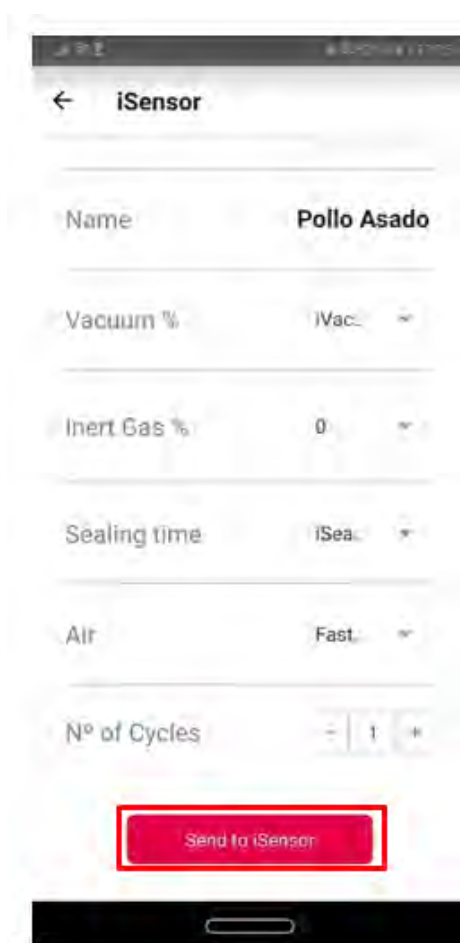 ← iSensor
Name Pollo Asado
Vacuum % iVac..
Inert Gas % 0
Sealing time iSea..
Air Fast..
Nº of Cycles - 1 +
Send to iSensor